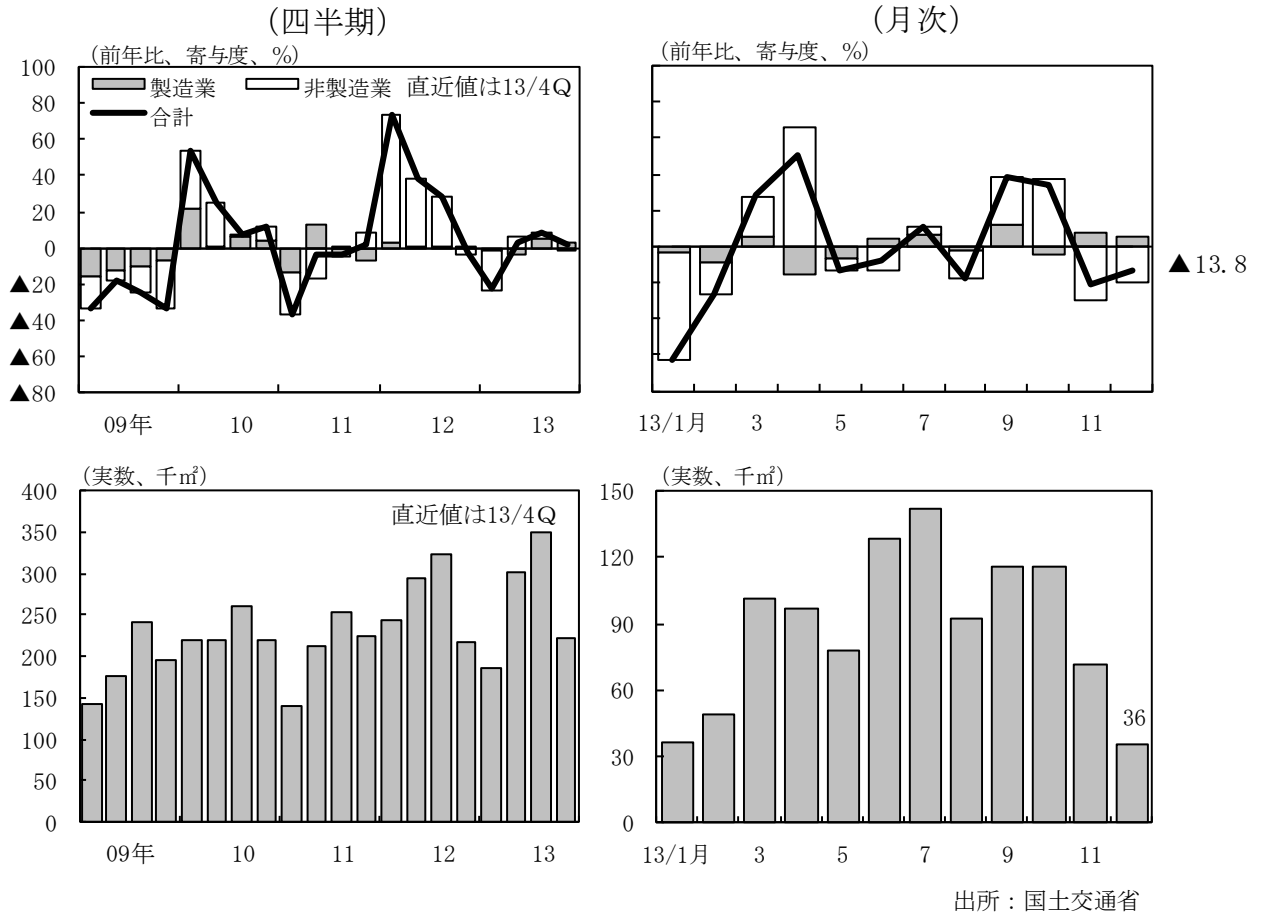 (四半期)
(月次)
(前年比、寄与度、%)
(前年比、寄与度、%)
製造業
非製造業
直近値は13/4Q
合計
100
80
60
40
20
0
▲20
▲40
▲60
▲80
▲13.8
09年
10
11
12
13
13/1月
3
5
7
9
11
(実数、千㎡)
(実数、千㎡)
直近値は13/4Q
400
350
300
250
200
150
100
50
0
09年
10
11
12
13
150
120
90
60
30
0
36
13/1月
3
5
7
9
11
出所：国土交通省